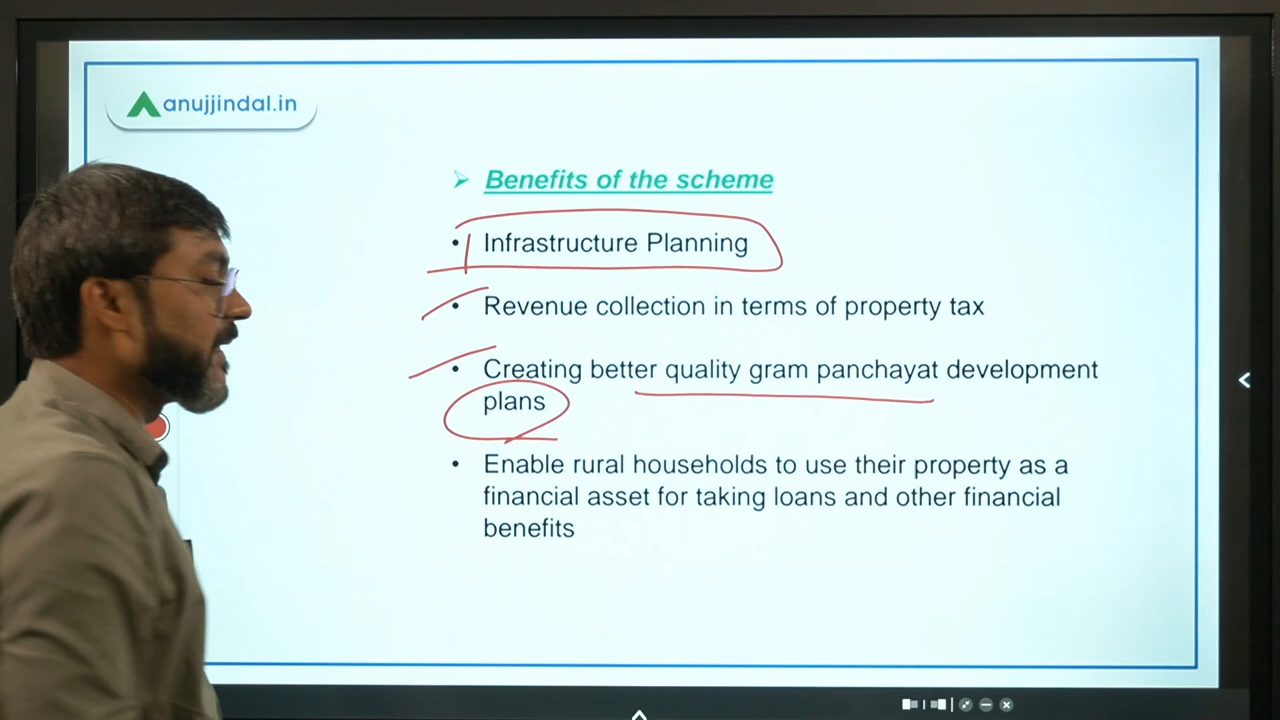 anujjindal.in
➢ Benefits of the scheme
• Infrastructure Planning
• Revenue collection in terms of property tax
• Creating better quality gram panchayat development
plans
• Enable rural households to use their property as a
financial asset for taking loans and other financial
benefits